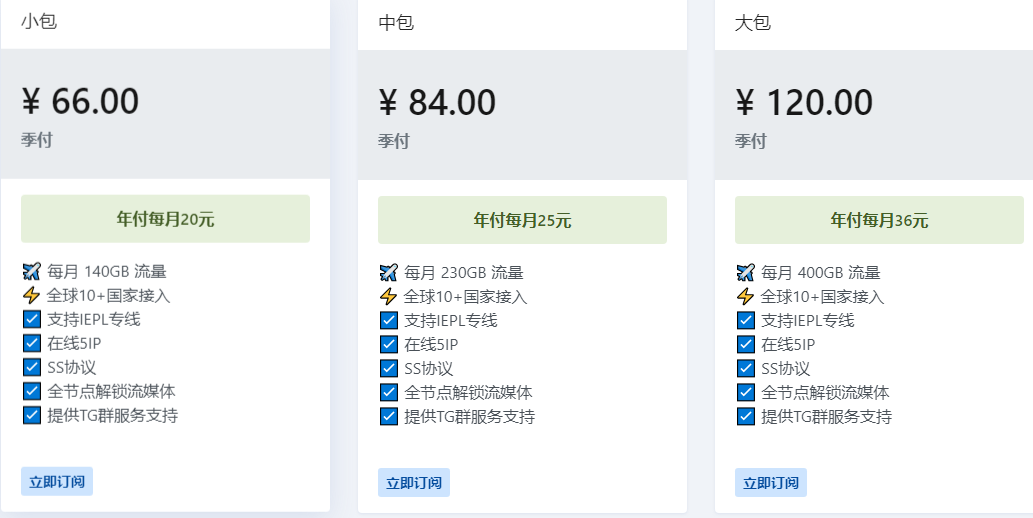 小包
¥ 66.00
季付
年付每月20元
✈️ 每月 140GB 流量
⚡ 全球10+国家接入
☑ 支持IEPL专线
☑ 在线5IP
☑ SS协议
☑ 全节点解锁流媒体
☑ 提供TG群服务支持
立即订阅
中包
¥ 84.00
季付
年付每月25元
✈️ 每月 230GB 流量
⚡ 全球10+国家接入
☑ 支持IEPL专线
☑ 在线5IP
☑ SS协议
☑ 全节点解锁流媒体
☑ 提供TG群服务支持
立即订阅
大包
¥ 120.00
季付
年付每月36元
✈️ 每月 400GB 流量
⚡ 全球10+国家接入
☑ 支持IEPL专线
☑ 在线5IP
☑ SS协议
☑ 全节点解锁流媒体
☑ 提供TG群服务支持
立即订阅